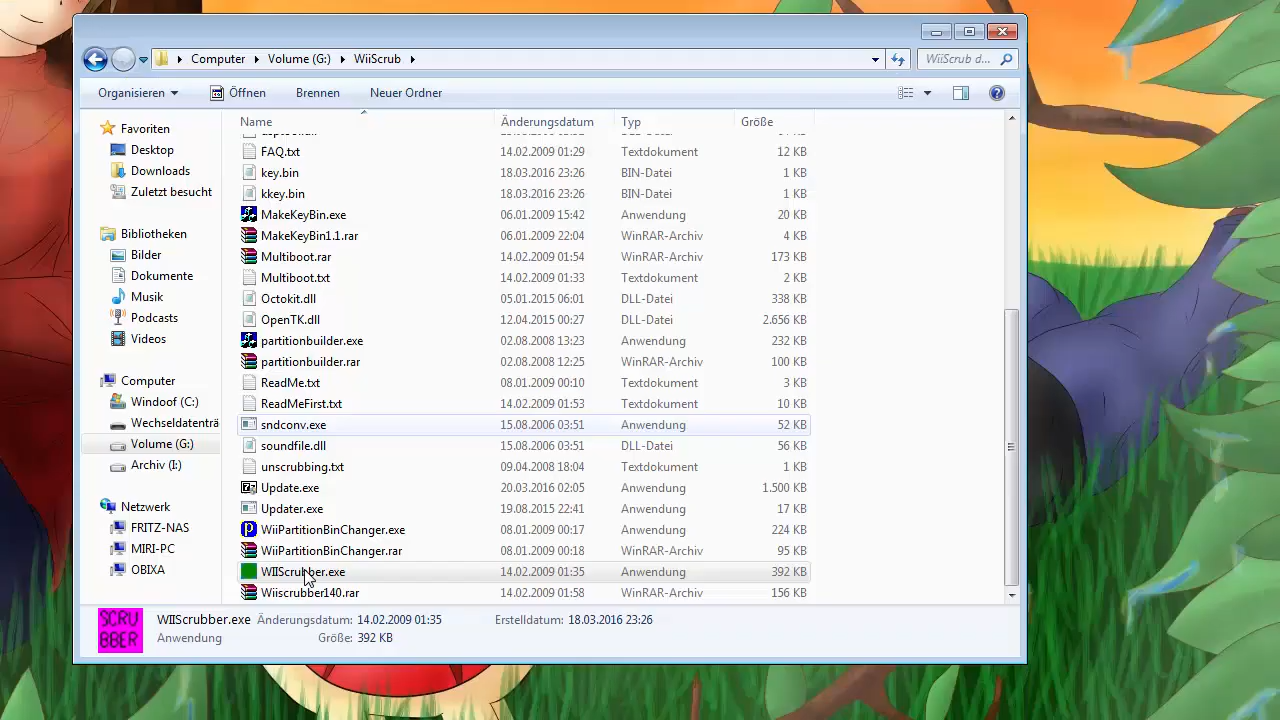 Computer Volume (G:) WiiScrub
WiiScrub d...
Organisieren Öffnen Brennen Neuer Ordner
Name Änderungsdatum Typ Größe
FAQ.txt 14.02.2009 01:29 Textdokument 12 KB
key.bin 18.03.2016 23:26 BIN-Datei 1 KB
kkey.bin 18.03.2016 23:26 BIN-Datei 1 KB
MakeKeyBin.exe 06.01.2009 15:42 Anwendung 20 KB
MakeKeyBin1.1.rar 06.01.2009 22:04 WinRAR-Archiv 4 KB
Multiboot.rar 14.02.2009 01:54 WinRAR-Archiv 173 KB
Multiboot.txt 14.02.2009 01:33 Textdokument 2 KB
Octokit.dll 05.01.2015 06:01 DLL-Datei 338 KB
OpenTK.dll 12.04.2015 00:27 DLL-Datei 2.656 KB
partitionbuilder.exe 02.08.2008 13:23 Anwendung 232 KB
partitionbuilder.rar 02.08.2008 12:25 WinRAR-Archiv 100 KB
ReadMe.txt 08.01.2009 00:10 Textdokument 3 KB
ReadMeFirst.txt 14.02.2009 01:53 Textdokument 10 KB
sndconv.exe 15.08.2006 03:51 Anwendung 52 KB
soundfile.dll 15.08.2006 03:51 DLL-Datei 56 KB
unscrubbing.txt 09.04.2008 18:04 Textdokument 1 KB
Update.exe 20.03.2016 02:05 Anwendung 1.500 KB
Updater.exe 19.08.2015 22:41 Anwendung 17 KB
WiiPartitionBinChanger.exe 08.01.2009 00:17 Anwendung 224 KB
WiiPartitionBinChanger.rar 08.01.2009 00:18 WinRAR-Archiv 95 KB
WIIScrubber.exe 14.02.2009 01:35 Anwendung 392 KB
Wiiscrubber140.rar 14.02.2009 01:58 WinRAR-Archiv 156 KB
Favoriten
Desktop
Downloads
Zuletzt besucht
Bibliotheken
Bilder
Dokumente
Musik
Podcasts
Videos
Computer
Windoof (C:)
Wechseldatenträ
Volume (G:)
Archiv (I:)
Netzwerk
FRITZ-NAS
MIRI-PC
OBIXA
SCRU
BBER
WIIScrubber.exe Änderungsdatum: 14.02.2009 01:35 Erstelldatum: 18.03.2016 23:26
Anwendung Größe: 392 KB